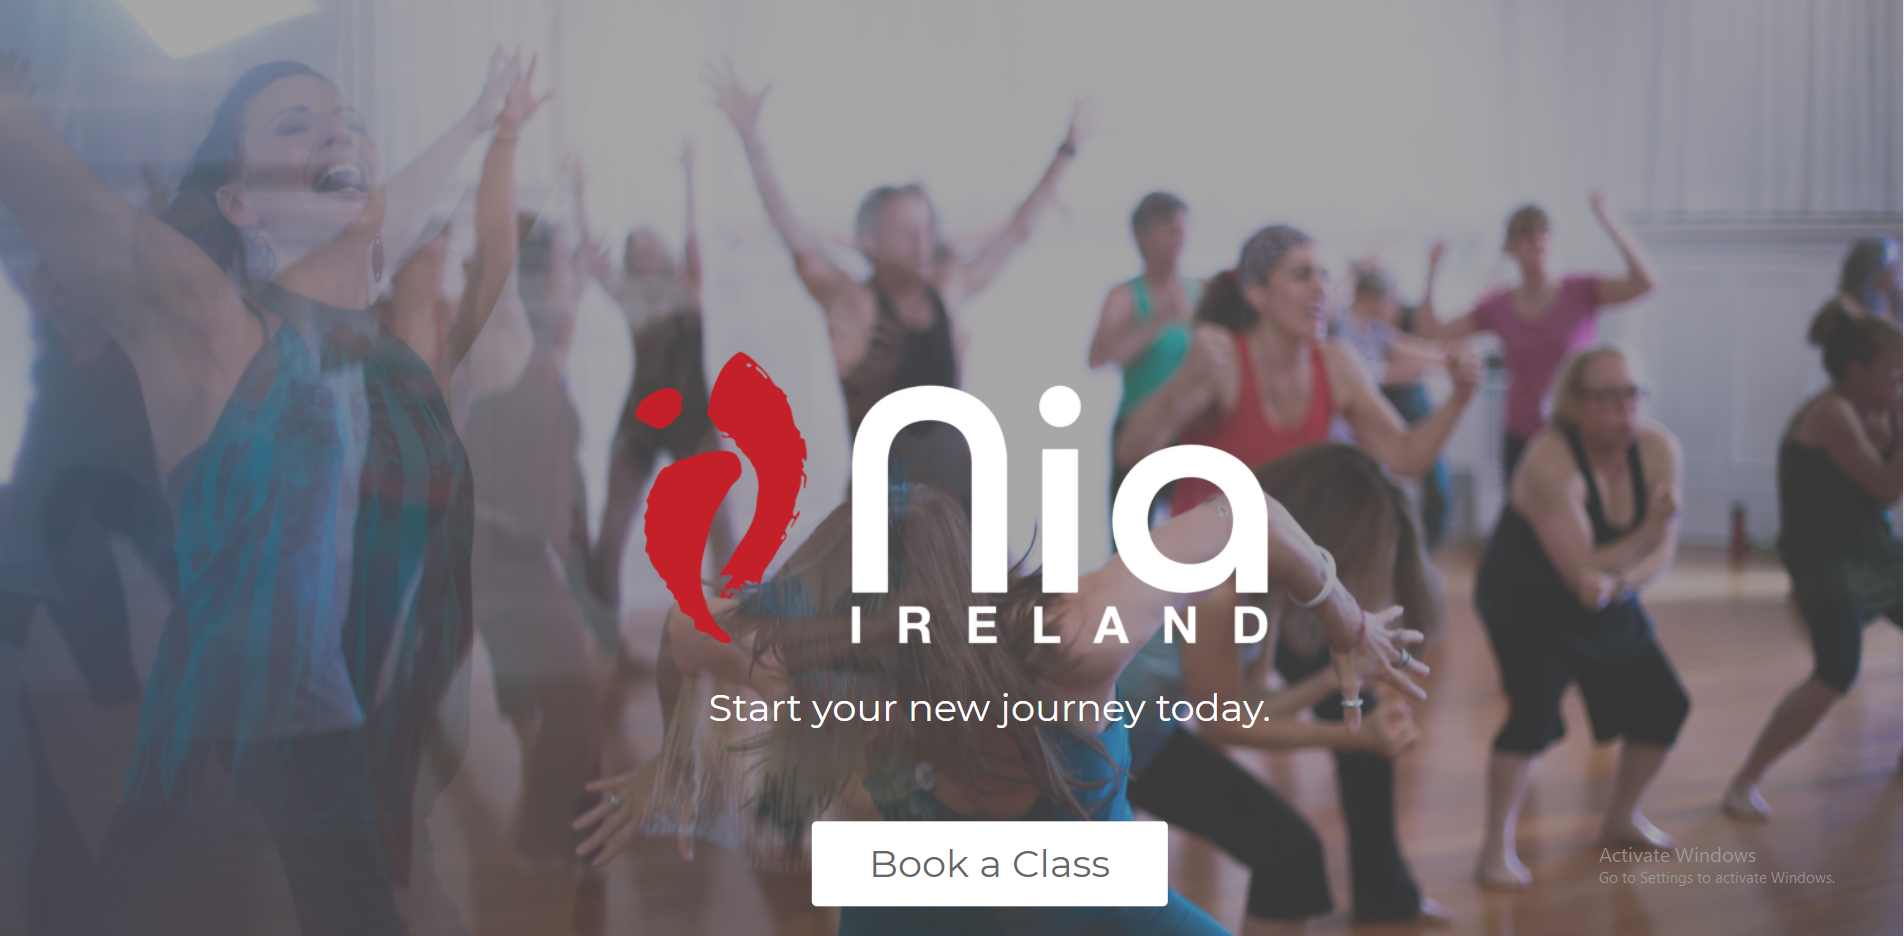 Nia
IRELAND
Start your new journey today.
Book a Class
Activate Windows
Go to Settings to activate Windows.